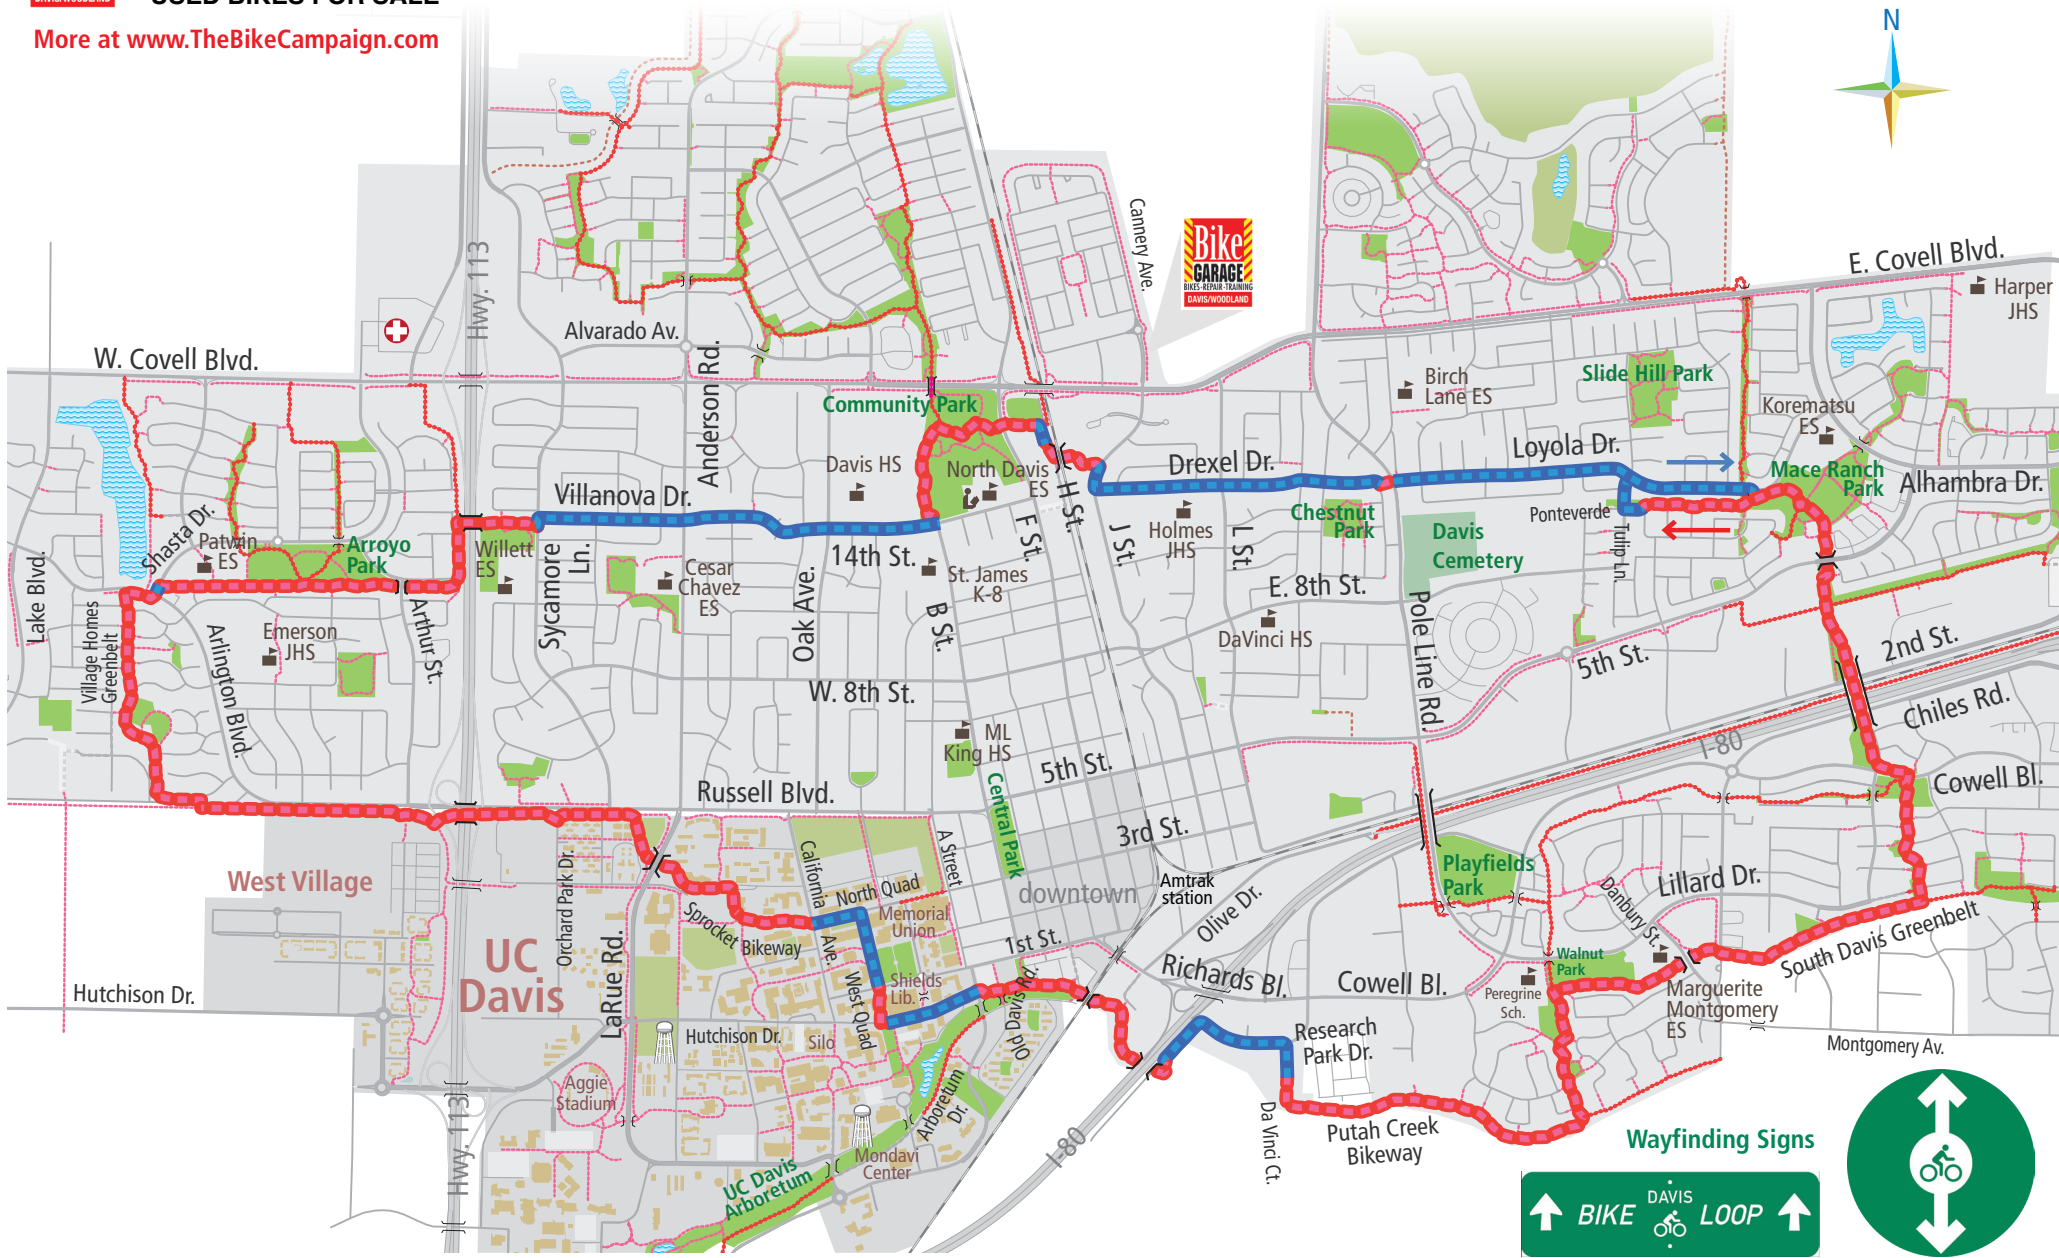 USED BIKES FOR SALE
DAVIS/WOODLAND
More at www.TheBikeCampaign.com
N
Bike
GARAGE
BIKES-REPAIR-TRAINING
DAVIS/WOODLAND
Cannery Ave.
E. Covell Blvd.
Harper
JHS
Hwy. 113
Alvarado Av.
W. Covell Blvd.
Anderson Rd.
Community Park
Birch
Lane ES
Slide Hill Park
Korematsu
ES
Davis HS
North Davis
ES
Drexel Dr.
Loyola Dr.
Mace Ranch
Park
Alhambra Dr.
Villanova Dr.
Holmes
JHS
Chestnut
Park
Ponteverde
Davis
Cemetery
Tulip Ln.
H St.
F St.
J St.
L St.
Shasta Dr.
Patwin
ES
Arroyo
Park
Willett
ES
Sycamore
Ln.
14th St.
Cesar
Chavez
ES
St. James
K-8
Oak Ave.
B St.
E. 8th St.
DaVinci HS
Pole Line Rd.
Lake Blvd.
Village Homes
Greenbelt
Arlington Blvd.
Emerson
JHS
Arthur St.
5th St.
2nd St.
W. 8th St.
Chiles Rd.
I-80
ML
King HS
5th St.
Cowell Bl.
Russell Blvd.
Central Park
3rd St.
A Street
California
Ave.
North Quad
West Village
Orchard Park Dr.
Playfields
Park
Danbury St.
Lillard Dr.
downtown
Amtrak
station
Olive Dr.
Memorial
Union
Sprocket Bikeway
UC
Davis
LaRue Rd.
1st St.
Walnut
Park
South Davis Greenbelt
Richards Bl.
Cowell Bl.
Peregrine
Sch.
Marguerite
Montgomery
ES
Shields
Lib.
West Quad
Old Davis Rd.
Hutchison Dr.
Hutchison Dr.
Silo
Research
Park Dr.
Montgomery Av.
Aggie
Stadium
Arboretum
Dr.
Da Vinci Ct.
Putah Creek
Bikeway
I-80
Hwy. 113
Mondavi
Center
UC Davis
Arboretum
Wayfinding Signs
DAVIS
BIKE LOOP